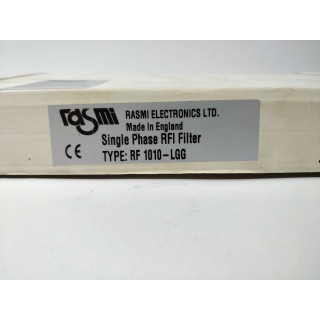 rasmi
RASMI ELECTRONICS LTD.
Made in England
Single Phase RFI Filter
CE
TYPE: RF 1010-LGG